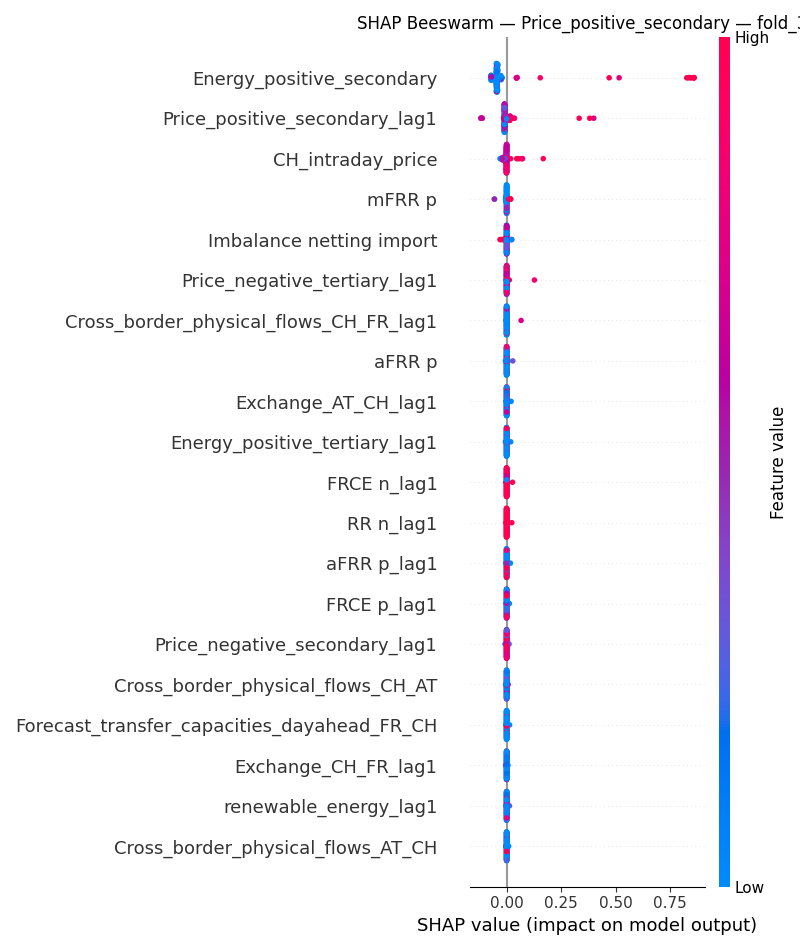 SHAP Beeswarm — Price_positive_secondary — fold_3
High
Energy_positive_secondary
Price_positive_secondary_lag1
CH_intraday_price
mFRR p
Imbalance netting import
Price_negative_tertiary_lag1
Cross_border_physical_flows_CH_FR_lag1
aFRR p
Exchange_AT_CH_lag1
Energy_positive_tertiary_lag1
FRCE n_lag1
RR n_lag1
aFRR p_lag1
FRCE p_lag1
Price_negative_secondary_lag1
Cross_border_physical_flows_CH_AT
Forecast_transfer_capacities_dayahead_FR_CH
Exchange_CH_FR_lag1
renewable_energy_lag1
Cross_border_physical_flows_AT_CH
Feature value
Low
0.00 0.25 0.50 0.75
SHAP value (impact on model output)